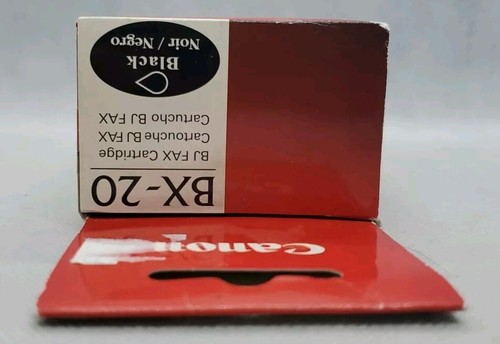 Canon
BX-20
BJ FAX Cartridge
Cartouche BJ FAX
Cartucho BJ FAX
Black
Noir / Negro